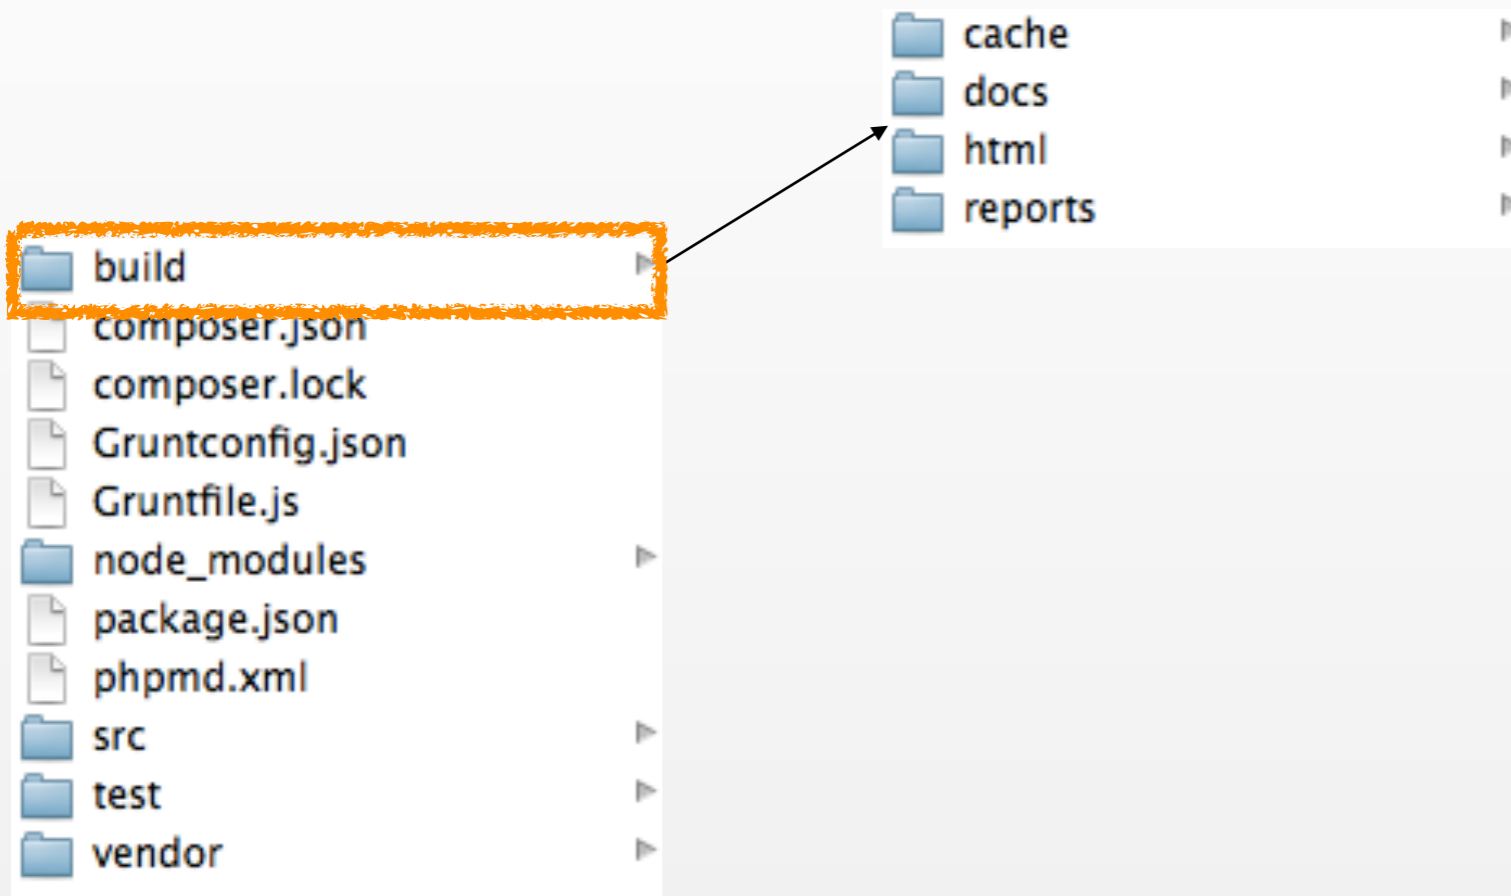 cache
docs
html
reports
build
composer.json
composer.lock
Gruntconfig.json
Gruntfile.js
node_modules
package.json
phpmd.xml
src
test
vendor